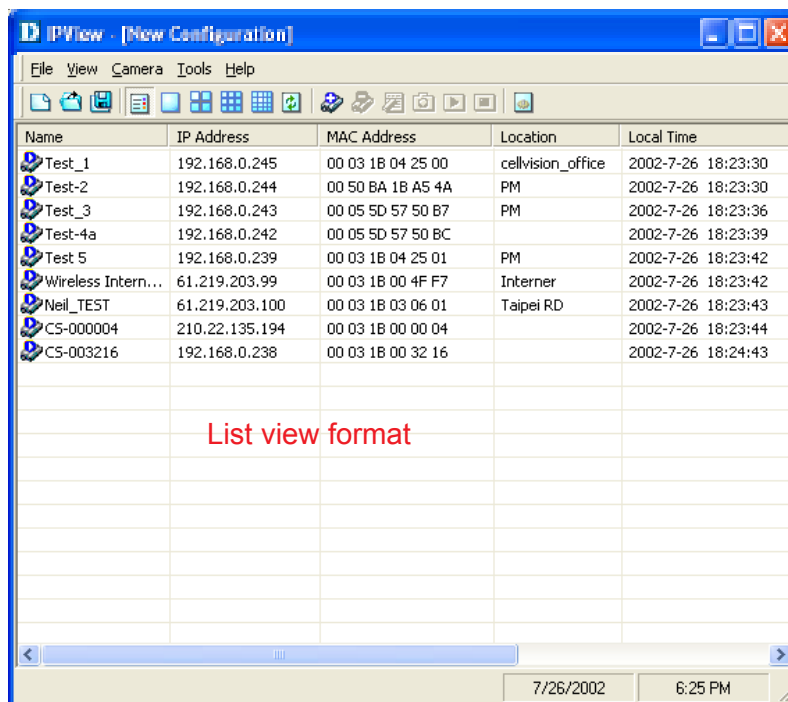 IPView - [New Configuration]
File View Camera Tools Help
Name IP Address MAC Address Location Local Time
Test_1 192.168.0.245 00 03 1B 04 25 00 cellvision_office 2002-7-26 18:23:30
Test-2 192.168.0.244 00 50 BA 1B A5 4A PM 2002-7-26 18:23:30
Test_3 192.168.0.243 00 05 5D 57 50 B7 PM 2002-7-26 18:23:36
Test-4a 192.168.0.242 00 05 5D 57 50 BC 2002-7-26 18:23:39
Test 5 192.168.0.239 00 03 1B 04 25 01 PM 2002-7-26 18:23:42
Wireless Intern... 61.219.203.99 00 03 1B 00 4F F7 Interner 2002-7-26 18:23:42
Neil_TEST 61.219.203.100 00 03 1B 03 06 01 Taipei RD 2002-7-26 18:23:43
CS-000004 210.22.135.194 00 03 1B 00 00 04 2002-7-26 18:23:44
CS-003216 192.168.0.238 00 03 1B 00 32 16 2002-7-26 18:24:43
List view format
7/26/2002 6:25 PM